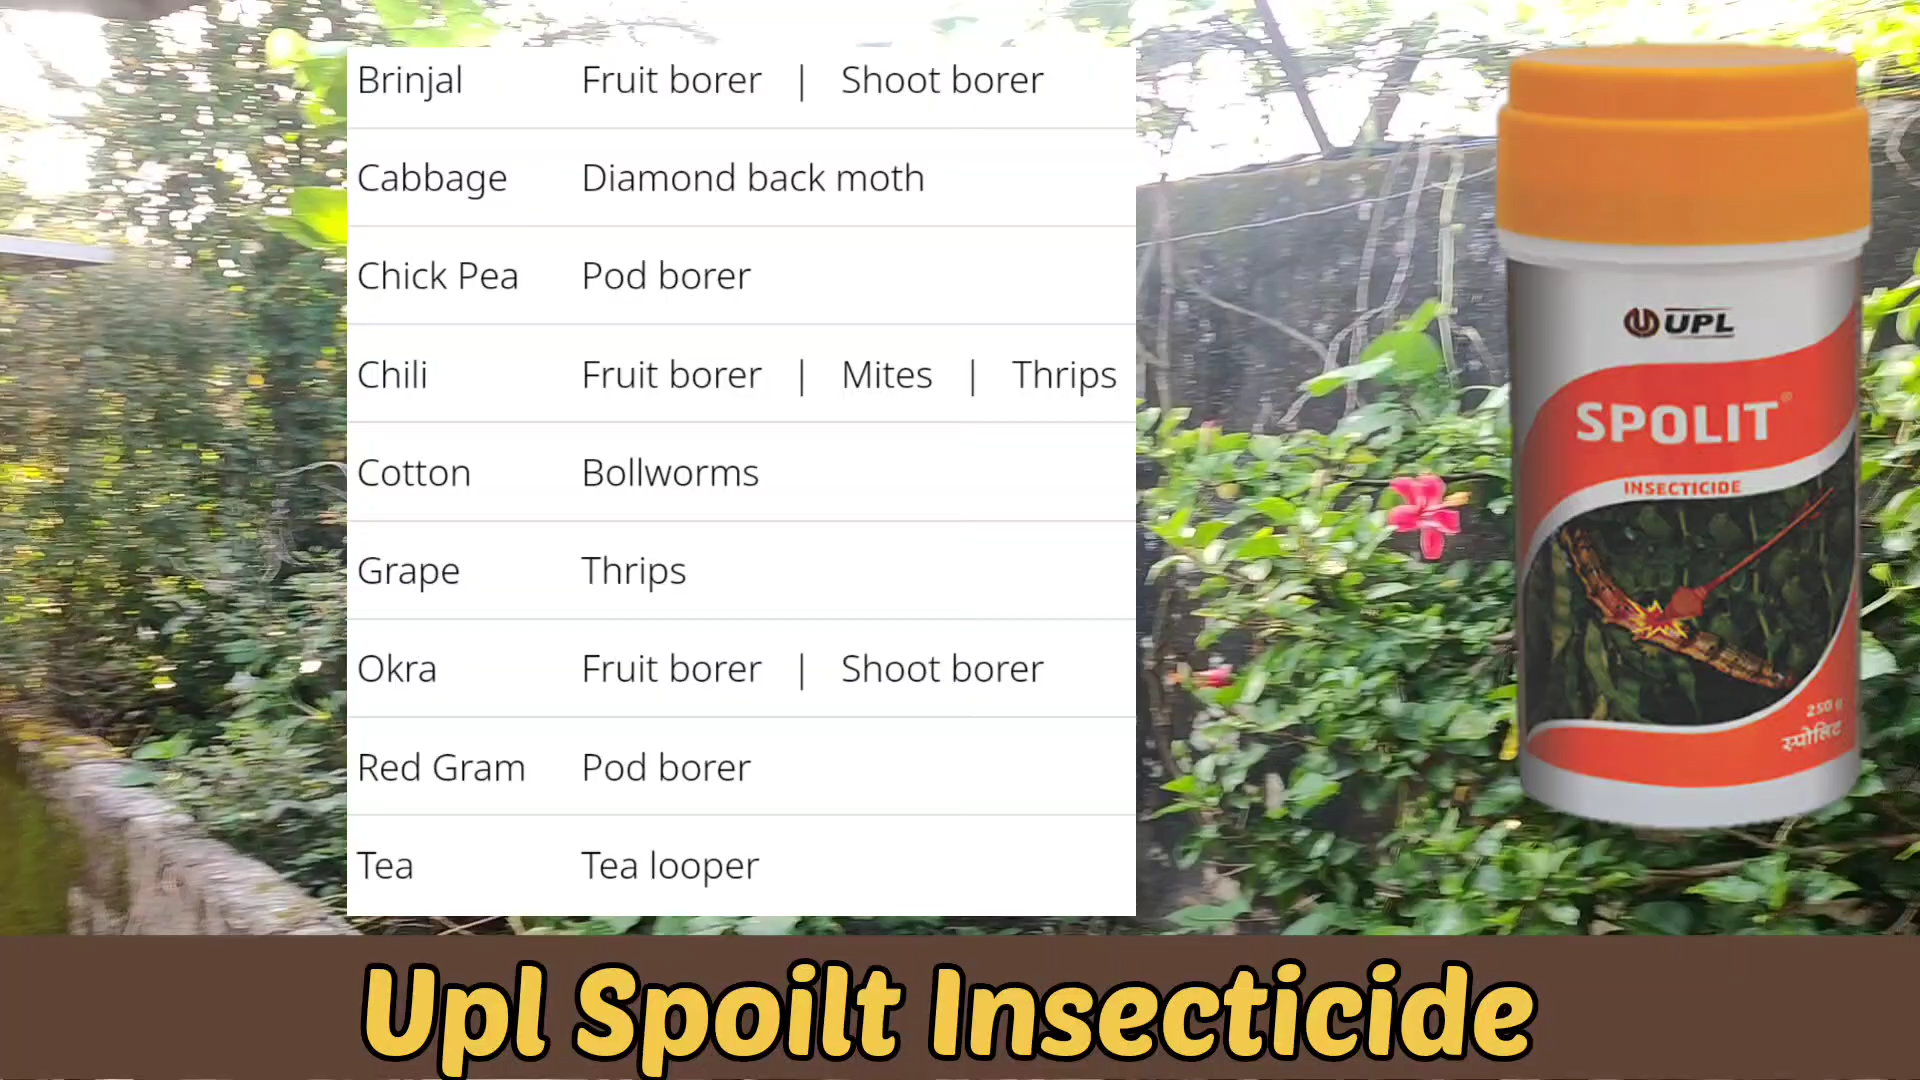 Brinjal Fruit borer | Shoot borer
Cabbage Diamond back moth
Chick Pea Pod borer
Chili Fruit borer | Mites | Thrips
Cotton Bollworms
Grape Thrips
Okra Fruit borer | Shoot borer
Red Gram Pod borer
Tea Tea looper
UPL
SPOLIT®
INSECTICIDE
250 g
स्पोलिट
Upl Spoilt Insecticide